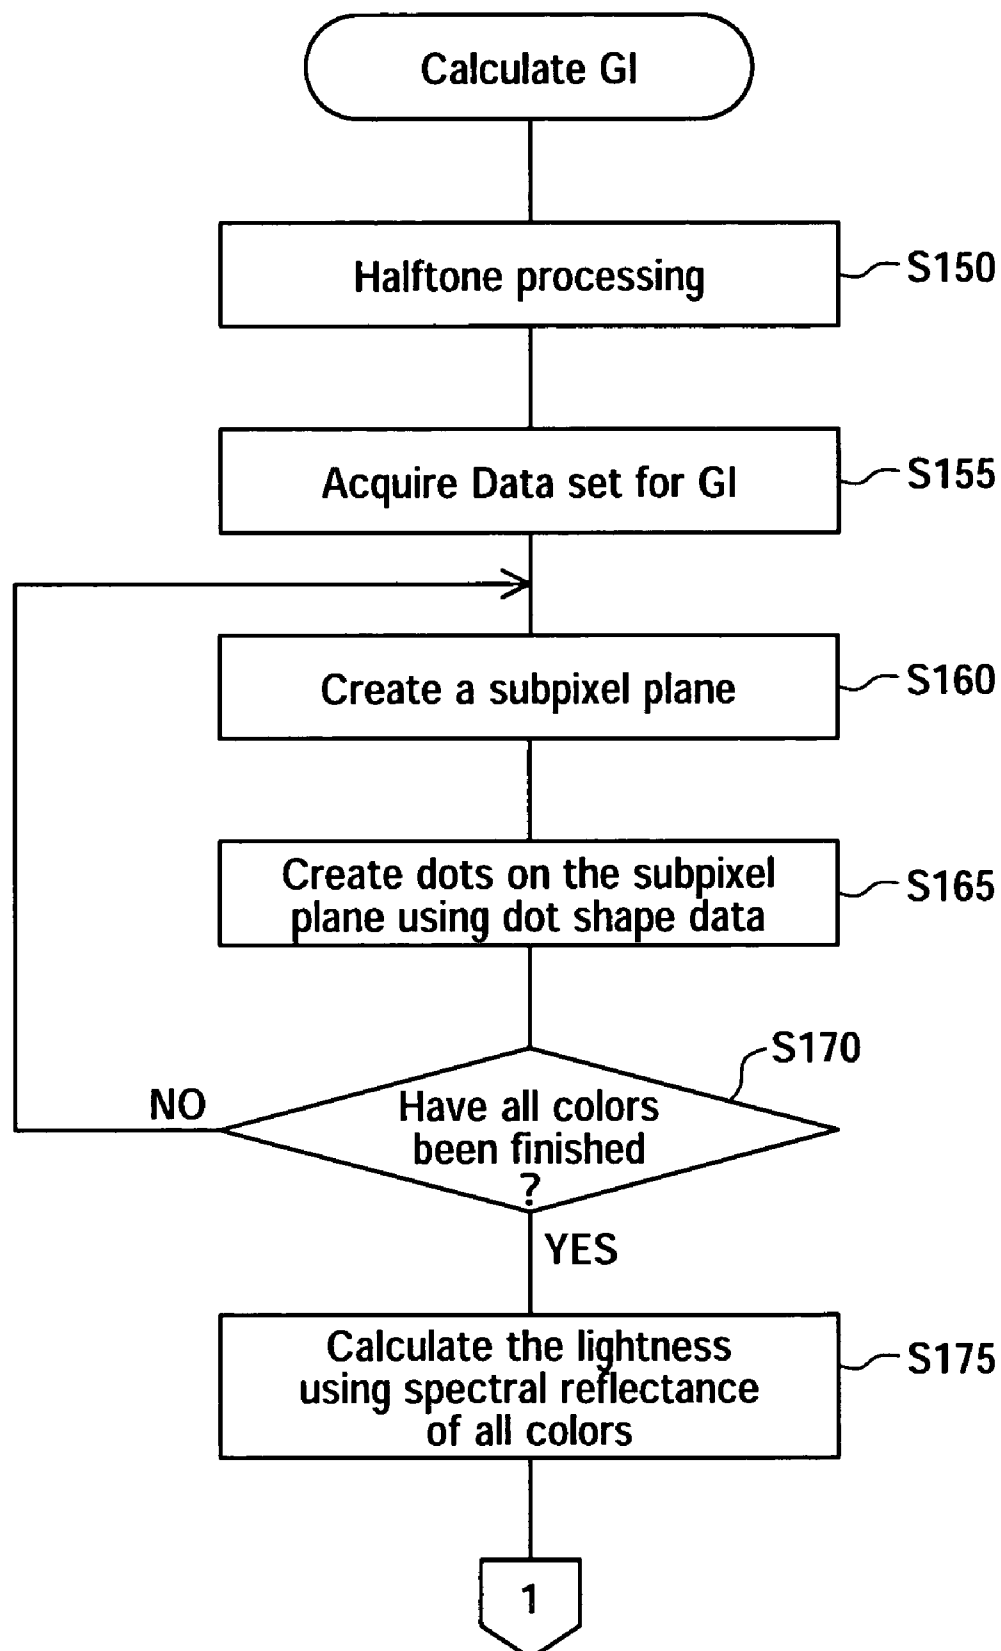 Calculate GI
Halftone processing
S150
Acquire Data set for GI
S155
Create a subpixel plane
S160
Create dots on the subpixel
plane using dot shape data
S165
S170
NO
Have all colors
been finished
?
YES
Calculate the lightness
using spectral reflectance
of all colors
S175
1